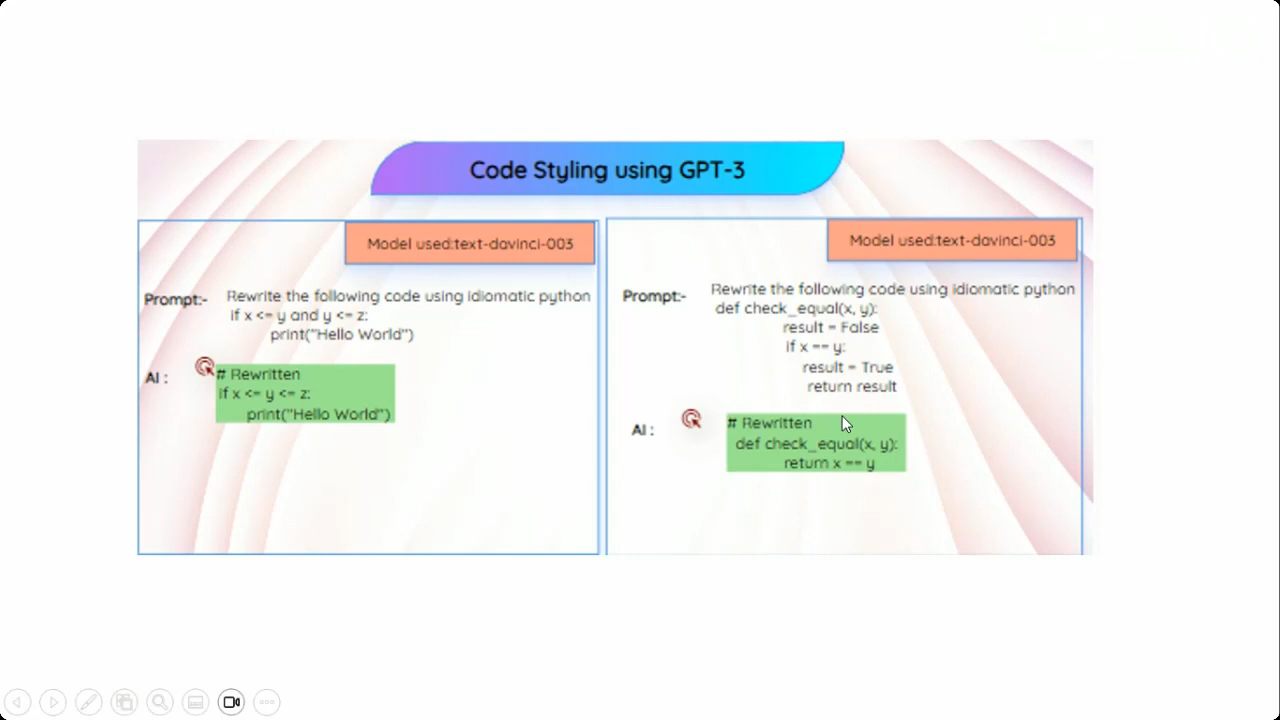 Code Styling using GPT-3
Model used:text-davinci-003
Prompt:- Rewrite the following code using idiomatic python
if x <= y and y <= z:
print("Hello World")
AI :
# Rewritten
if x <= y <= z:
print("Hello World")
Model used:text-davinci-003
Prompt:- Rewrite the following code using idiomatic python
def check_equal(x, y):
result = False
if x == y:
result = True
return result
AI :
# Rewritten
def check_equal(x, y):
return x == y